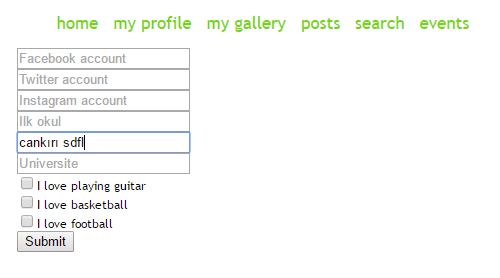 home my profile my gallery posts search events
Facebook account
Twitter account
Instagram account
Ilk okul
cankırı sdfl
Universite
I love playing guitar
I love basketball
I love football
Submit